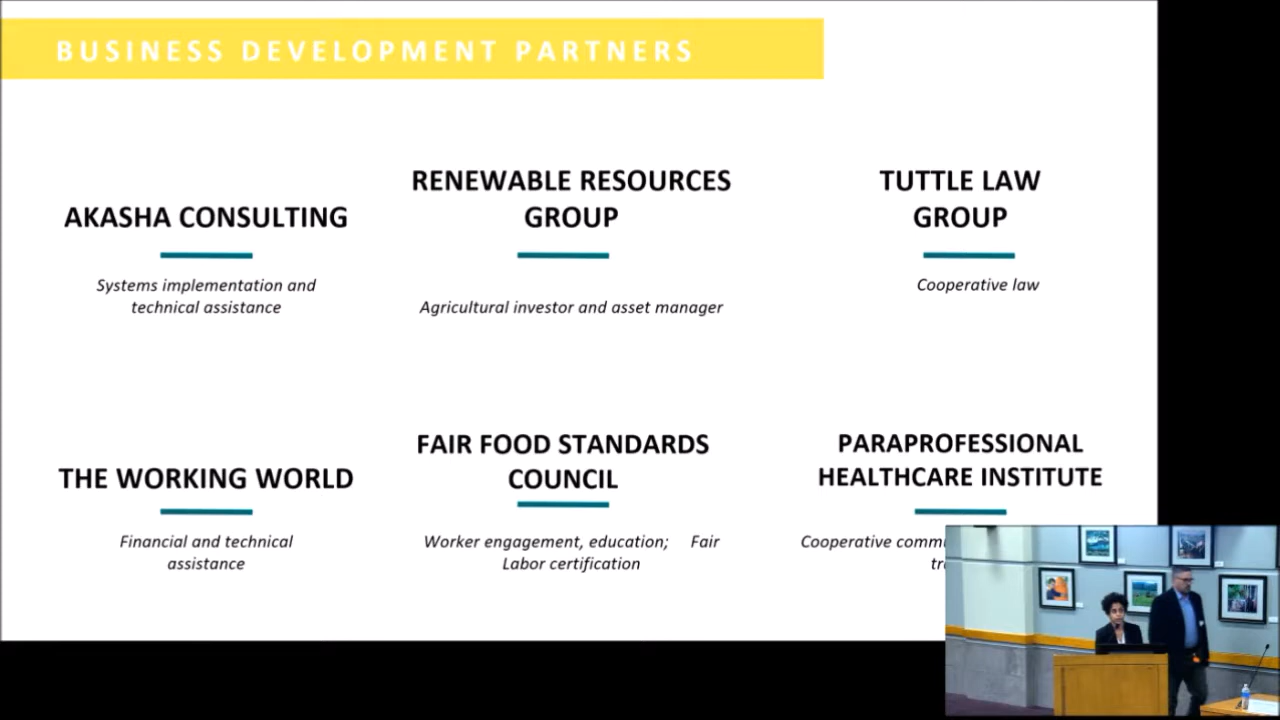 BUSINESS DEVELOPMENT PARTNERS
AKASHA CONSULTING
Systems implementation and
technical assistance
RENEWABLE RESOURCES
GROUP
Agricultural investor and asset manager
TUTTLE LAW
GROUP
Cooperative law
THE WORKING WORLD
Financial and technical
assistance
FAIR FOOD STANDARDS
COUNCIL
Worker engagement, education; Fair
Labor certification
PARAPROFESSIONAL
HEALTHCARE INSTITUTE
Cooperative